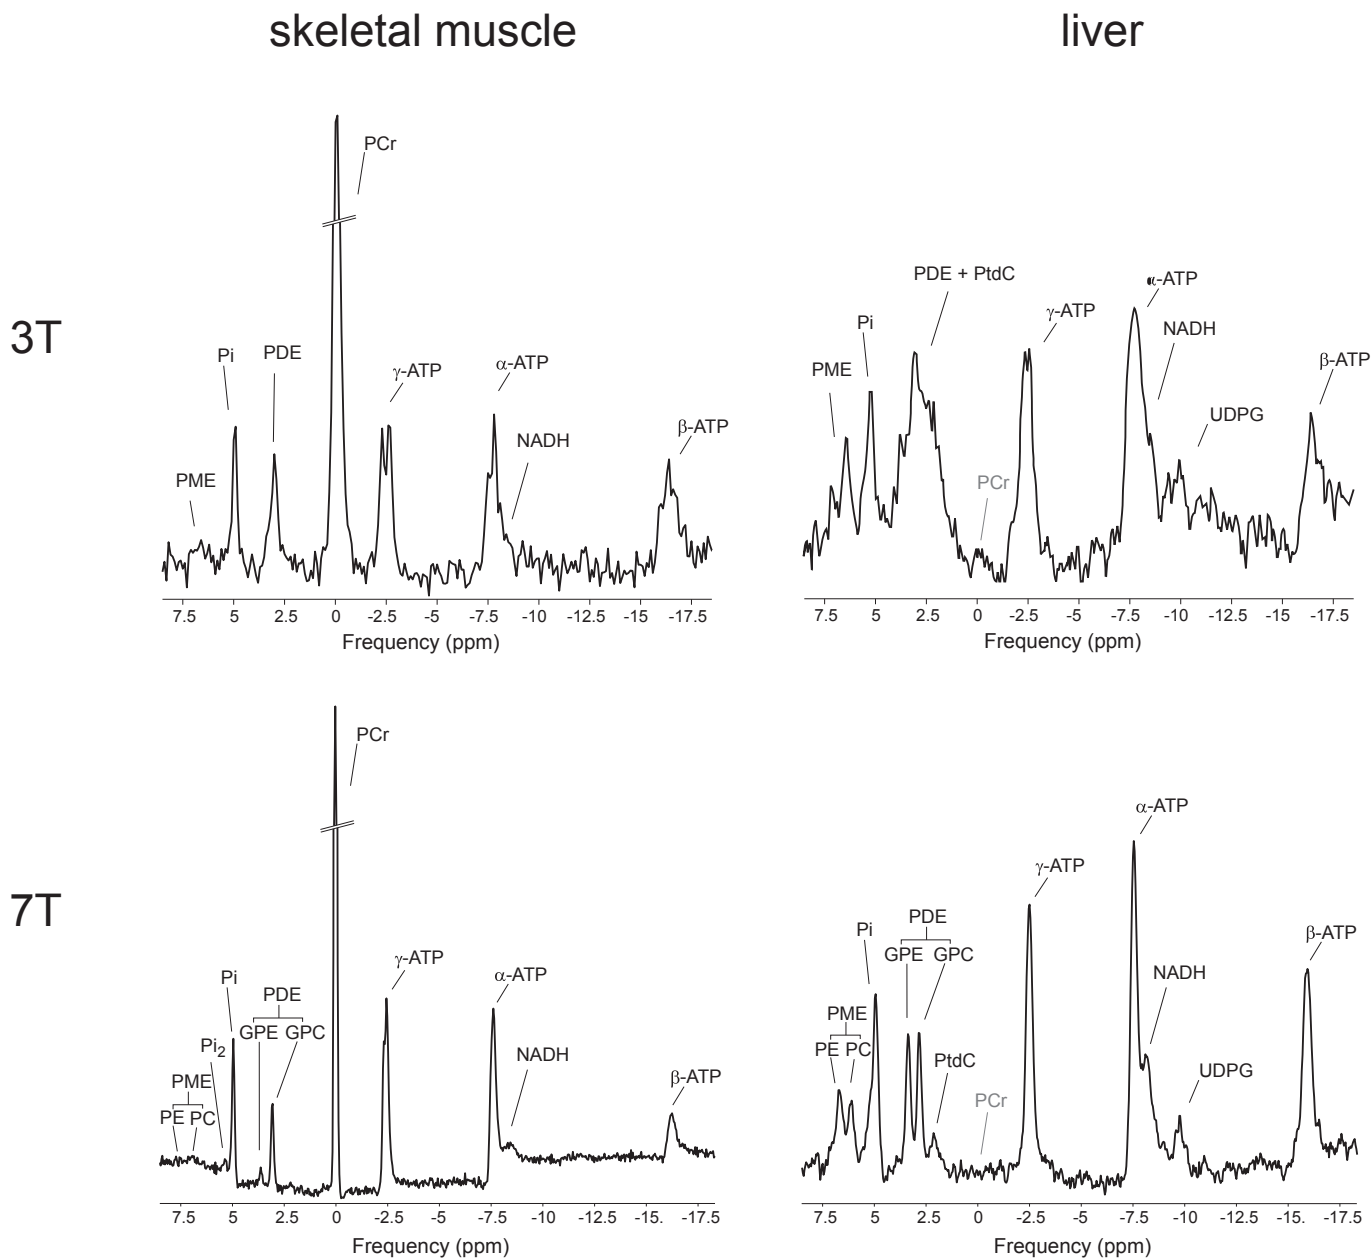 skeletal muscle
liver
3T
PCr
Pi
PDE
PME
γ-ATP
α-ATP
NADH
β-ATP
7.5 5 2.5 0 -2.5 -5 -7.5 -10 -12.5 -15 -17.5
Frequency (ppm)
PDE + PtdC
α-ATP
Pi
γ-ATP
NADH
PME
β-ATP
UDPG
PCr
7.5 5 2.5 0 -2.5 -5 -7.5 -10 -12.5 -15 -17.5
Frequency (ppm)
7T
PCr
γ-ATP
Pi
α-ATP
PDE
GPE GPC
Pi2
NADH
PME
β-ATP
PE PC
7.5 5 2.5 0 -2.5 -5 -7.5 -10 -12.5 -15. -17.5
Frequency (ppm)
α-ATP
γ-ATP
PDE
Pi
β-ATP
GPE GPC
NADH
PME
PE PC
PtdC
UDPG
PCr
7.5 5 2.5 0 -2.5 -5 -7.5 -10 -12.5 -15. -17.5
Frequency (ppm)